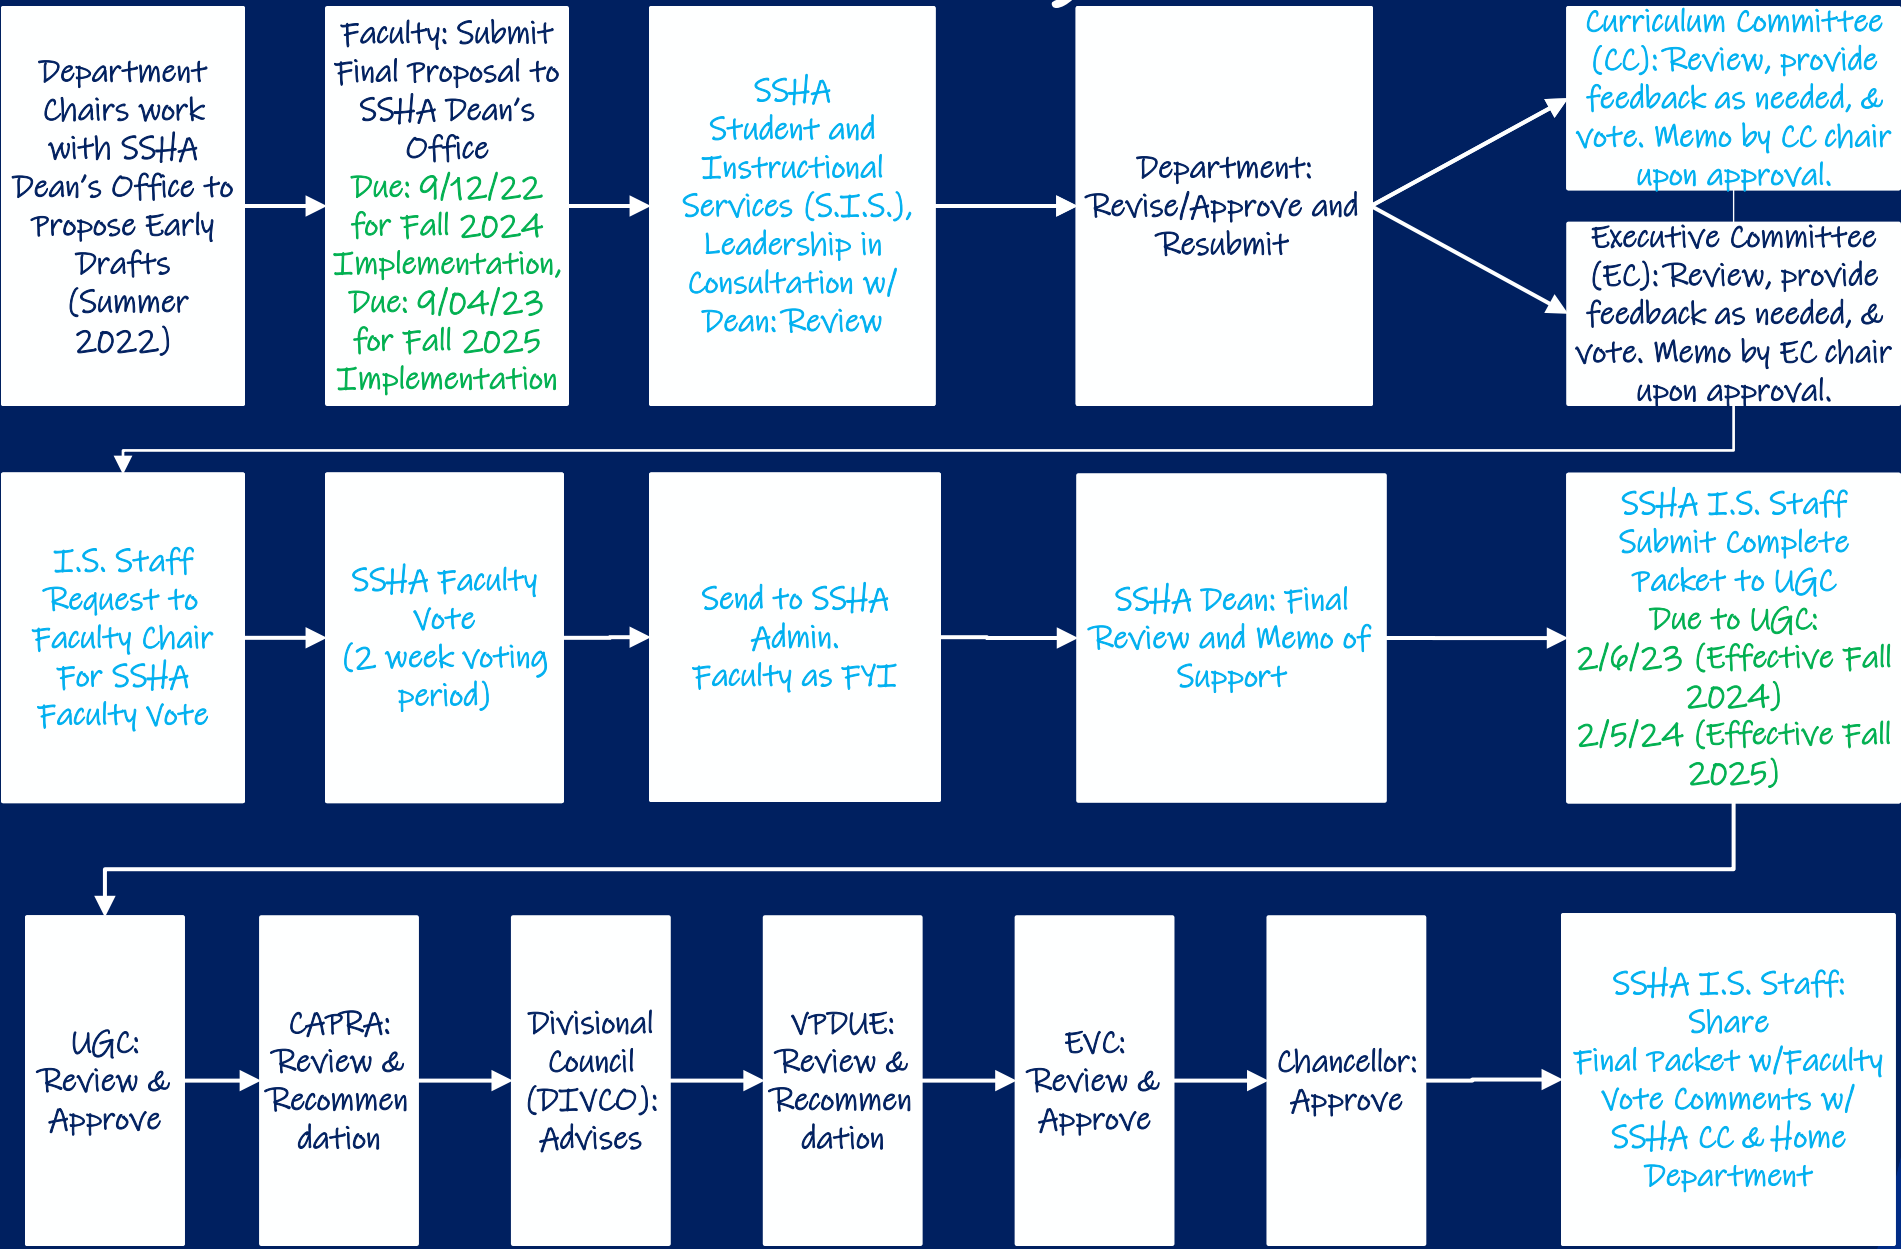 Department
Chairs work
with SSHA
Dean's Office to
Propose Early
Drafts
(Summer
2022)
Faculty: Submit
Final Proposal to
SSHA Dean's
Office
Due: 9/12/22
for Fall 2024
Implementation,
Due: 9/04/23
for Fall 2025
Implementation
SSHA
Student and
Instructional
Services (S.I.S.),
Leadership in
Consultation w/
Dean: Review
Department:
Revise/Approve and
Resubmit
Curriculum Committee
(CC): Review, provide
feedback as needed, &
vote. Memo by CC chair
upon approval.
Executive Committee
(EC): Review, provide
feedback as needed, &
vote. Memo by EC chair
upon approval.
I.S. Staff
Request to
Faculty Chair
For SSHA
Faculty Vote
SSHA Faculty
Vote
(2 week voting
period)
Send to SSHA
Admin.
Faculty as FYI
SSHA Dean: Final
Review and Memo of
Support
SSHA I.S. Staff
Submit Complete
Packet to UGC
Due to UGC:
2/6/23 (Effective Fall
2024)
2/5/24 (Effective Fall
2025)
UGC:
Review &
Approve
CAPRA:
Review &
Recommen
dation
Divisional
Council
(DIVCO):
Advises
VPDUE:
Review &
Recommen
dation
EVC:
Review &
Approve
Chancellor:
Approve
SSHA I.S. Staff:
Share
Final Packet w/Faculty
Vote Comments w/
SSHA CC & Home
Department